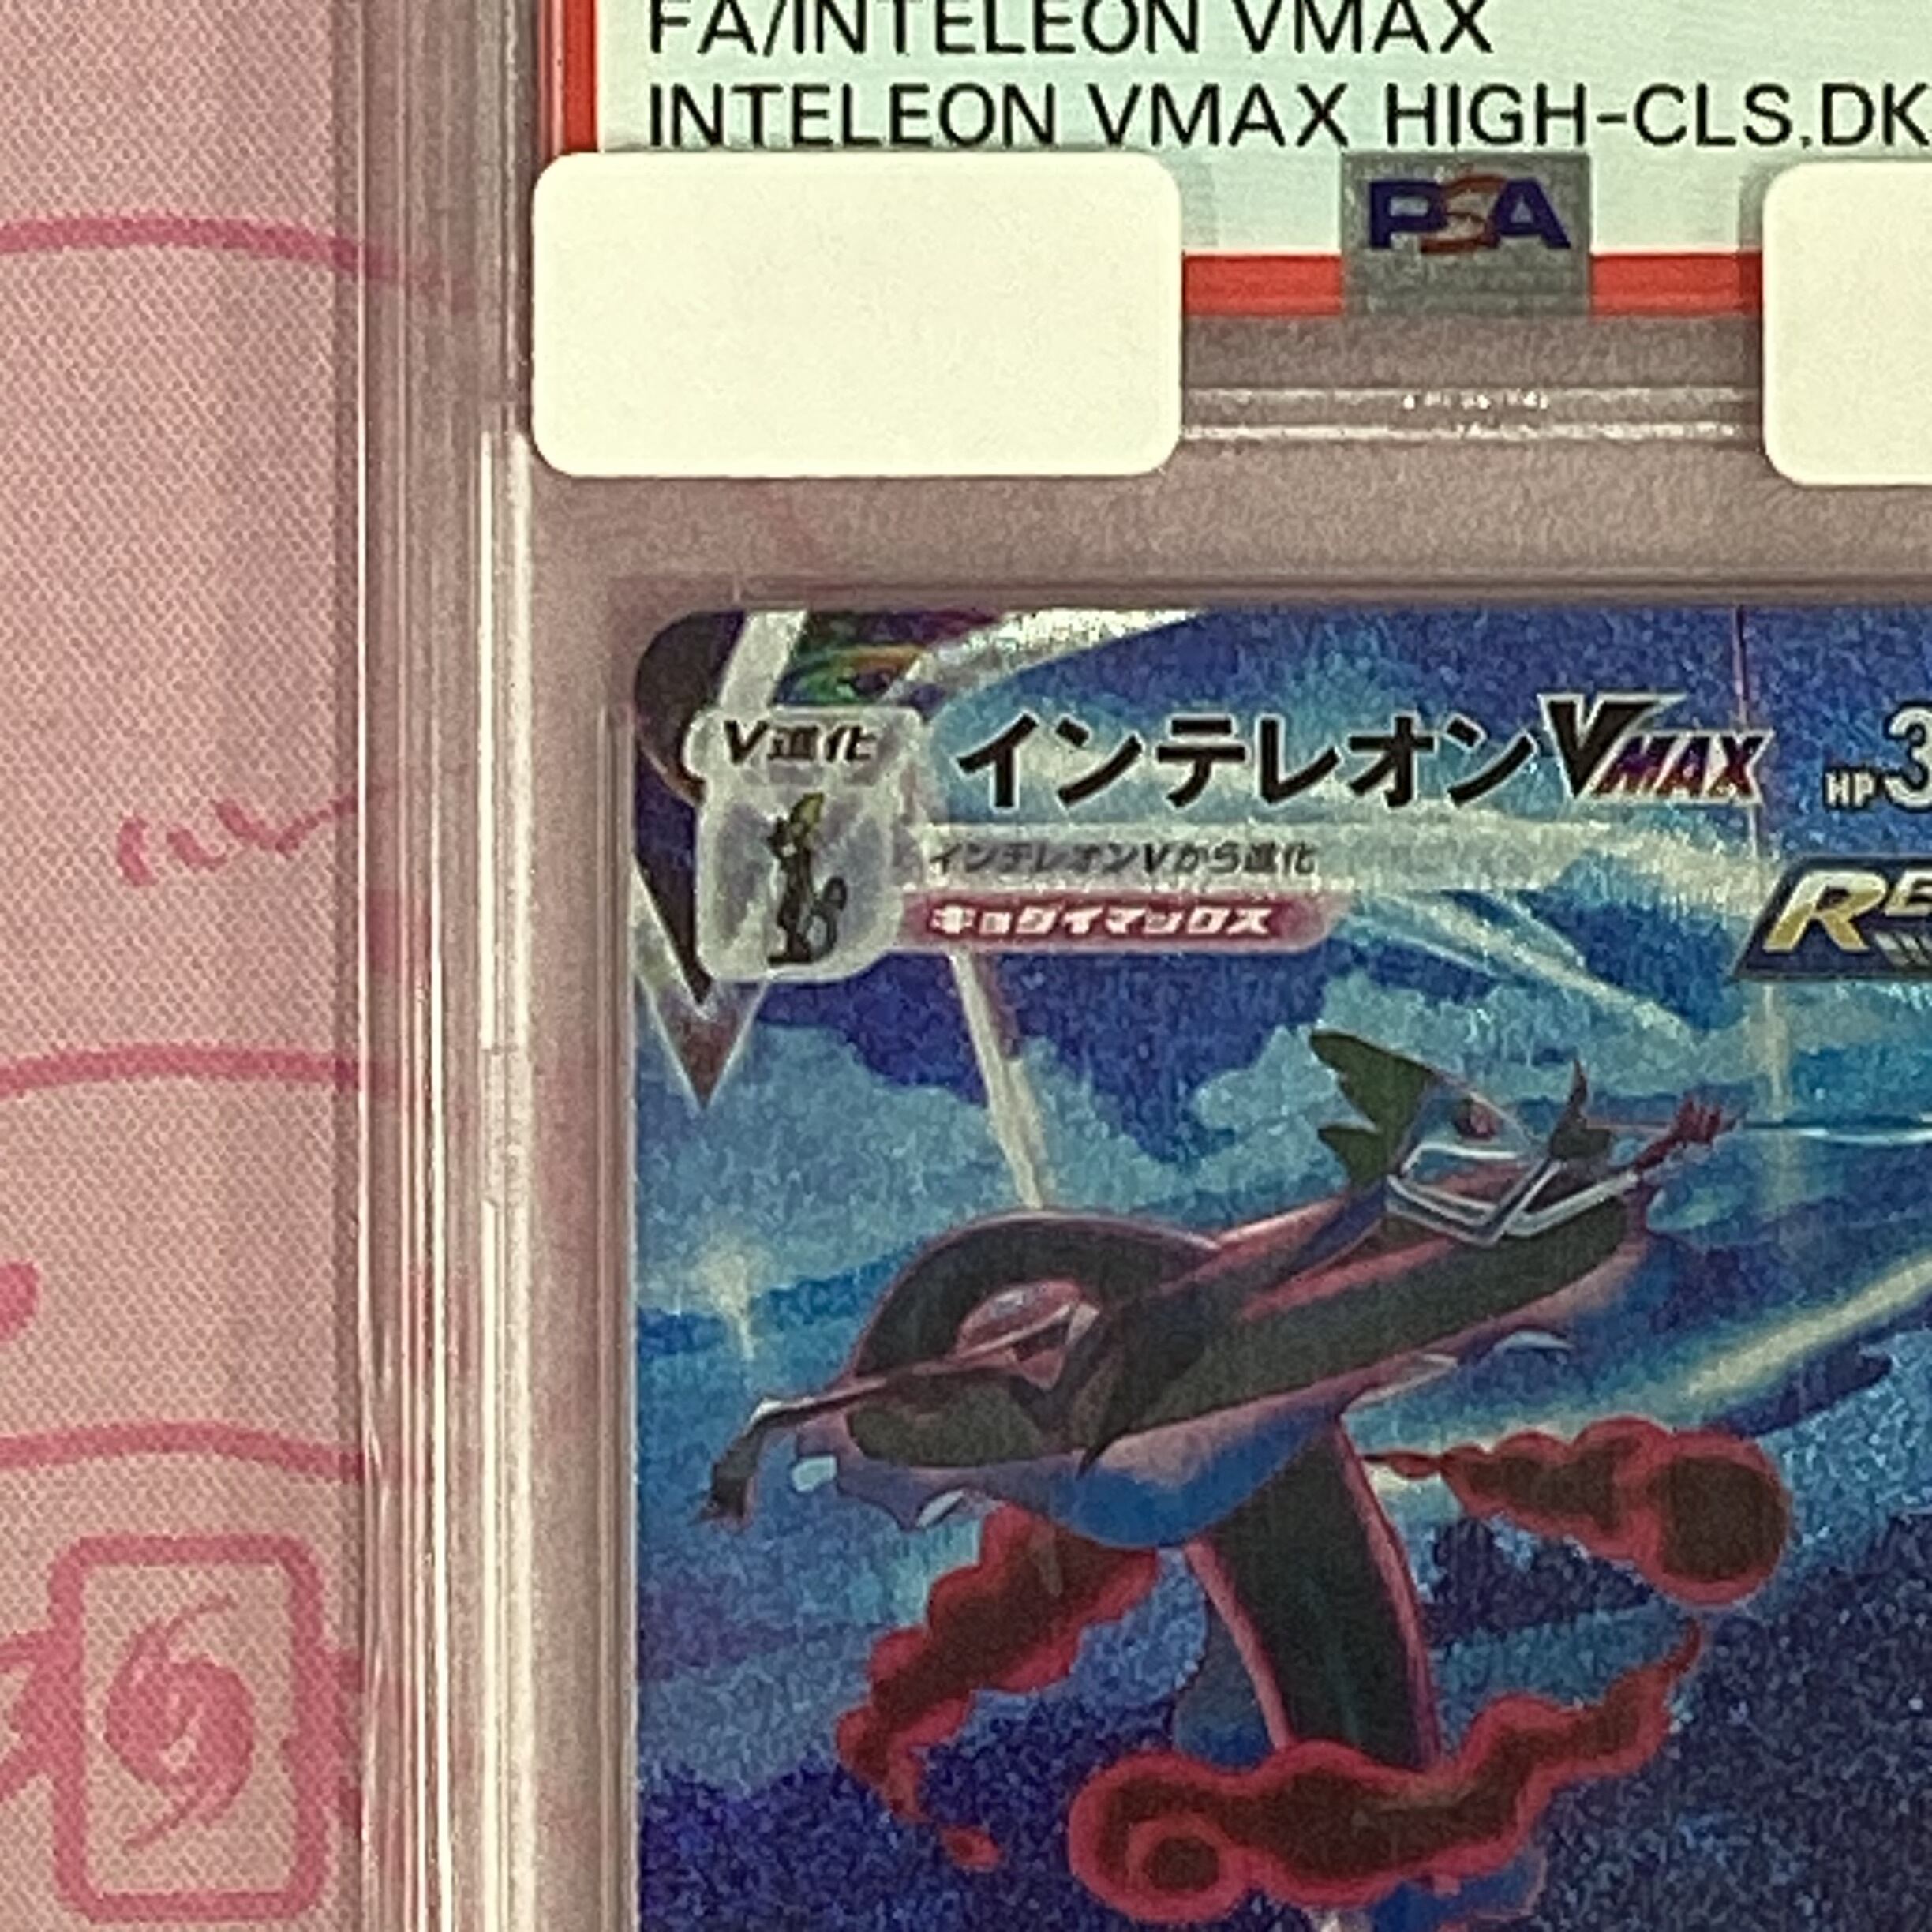 FA/INTELEON VMAX
INTELEON VMAX HIGH-CLS.DK
PSA
V進化
インテレオンVMAX HP3
インテレオンVから進化
キョダイマックス